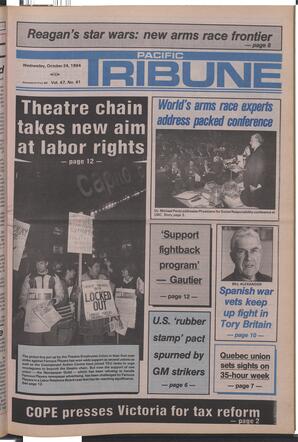 Reagan's star wars: new arms race frontier
— page 8
Wednesday, October 24, 1984
Vol. 47, No. 41
PACIFIC
TRIBUNE
Theatre chain
takes new aim
at labor rights
— page 12 —
Capitol
LOCKED
OUT
World's arms race experts
address packed conference
'Support
fightback
program'
— Gautier
— page 12 —
BILL ALEXANDER
Spanish war
vets keep
up fight in
Tory Britain
— page 10 —
U.S. 'rubber
stamp' pact
spurned by
GM strikers
— page 6 —
Quebec union
sets sights on
35-hour week
— page 7 —
COPE presses Victoria for tax reform
— page 2